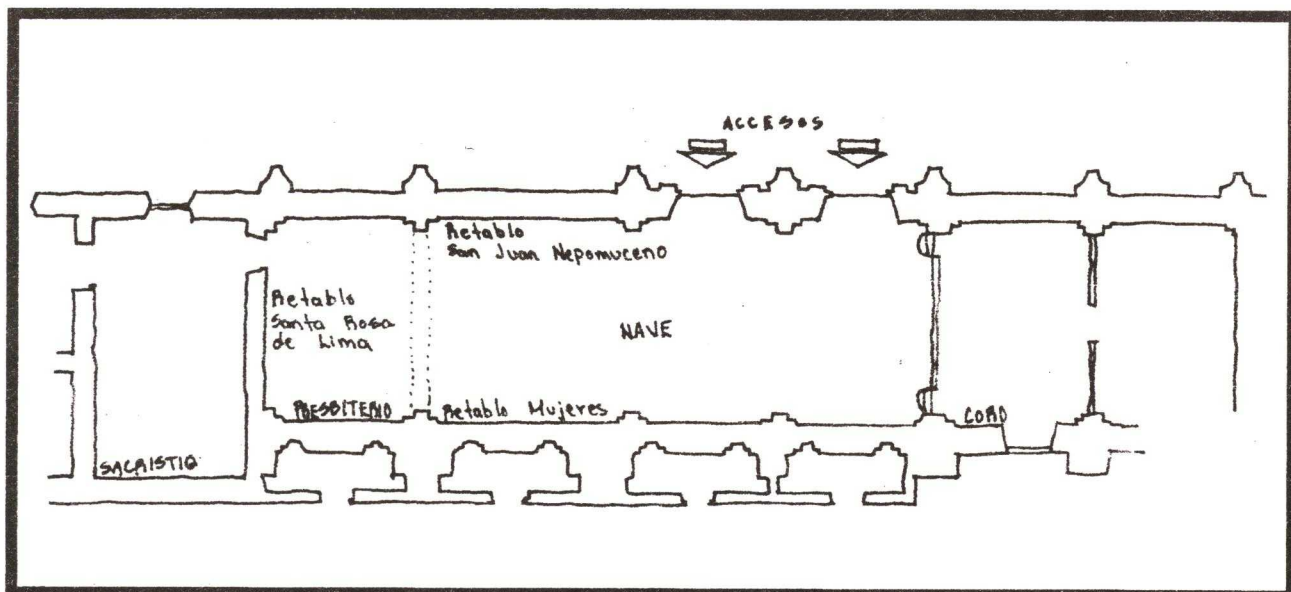 ACCESOS
Retablo
San Juan Nepomuceno
Retablo
Santa Rosa
de Lima
NAVE
PRESBITERIO
Retablo Mujeres
CORO
SACRISTIA